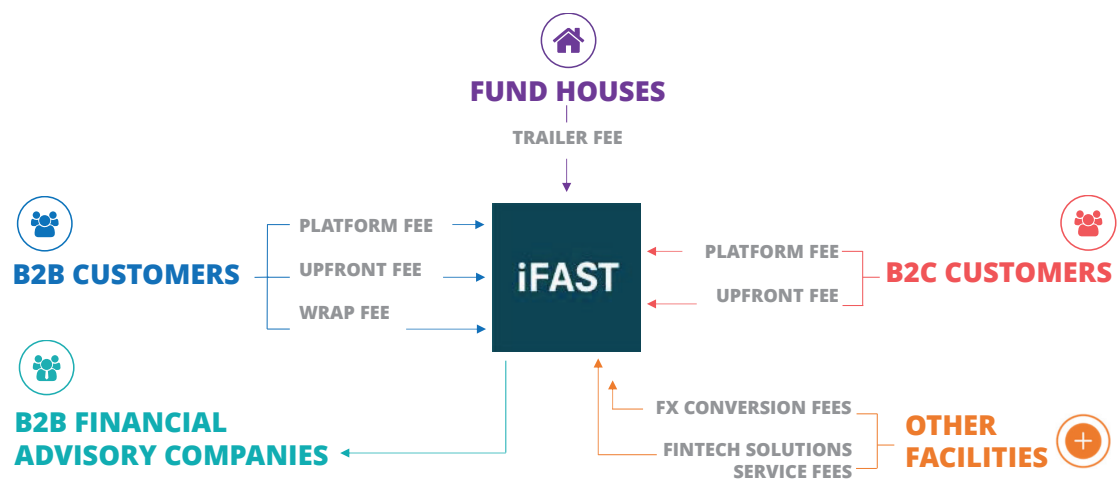 FUND HOUSES
TRAILER FEE
B2B CUSTOMERS
PLATFORM FEE
UPFRONT FEE
WRAP FEE
iFAST
PLATFORM FEE
UPFRONT FEE
B2C CUSTOMERS
B2B FINANCIAL
ADVISORY COMPANIES
FX CONVERSION FEES
FINTECH SOLUTIONS
SERVICE FEES
OTHER
FACILITIES